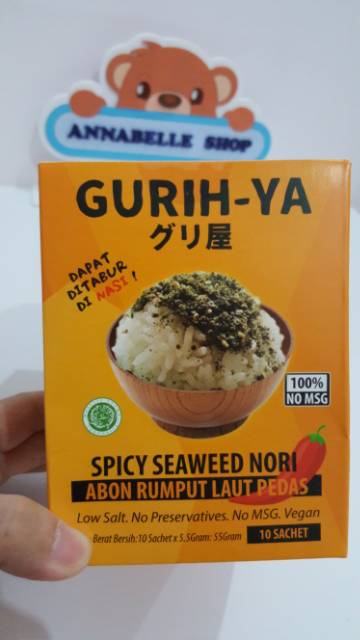 ANNABELLE SHOP
GURIH-YA
グリ屋
DAPAT
DITABUR
DI NASI!
100%
NO MSG
SPICY SEAWEED NORI
ABON RUMPUT LAUT PEDAS
Low Salt. No Preservatives. No MSG. Vegan
Berat Bersih:10 Sachet x 5,5Gram: 55Gram
10 SACHET